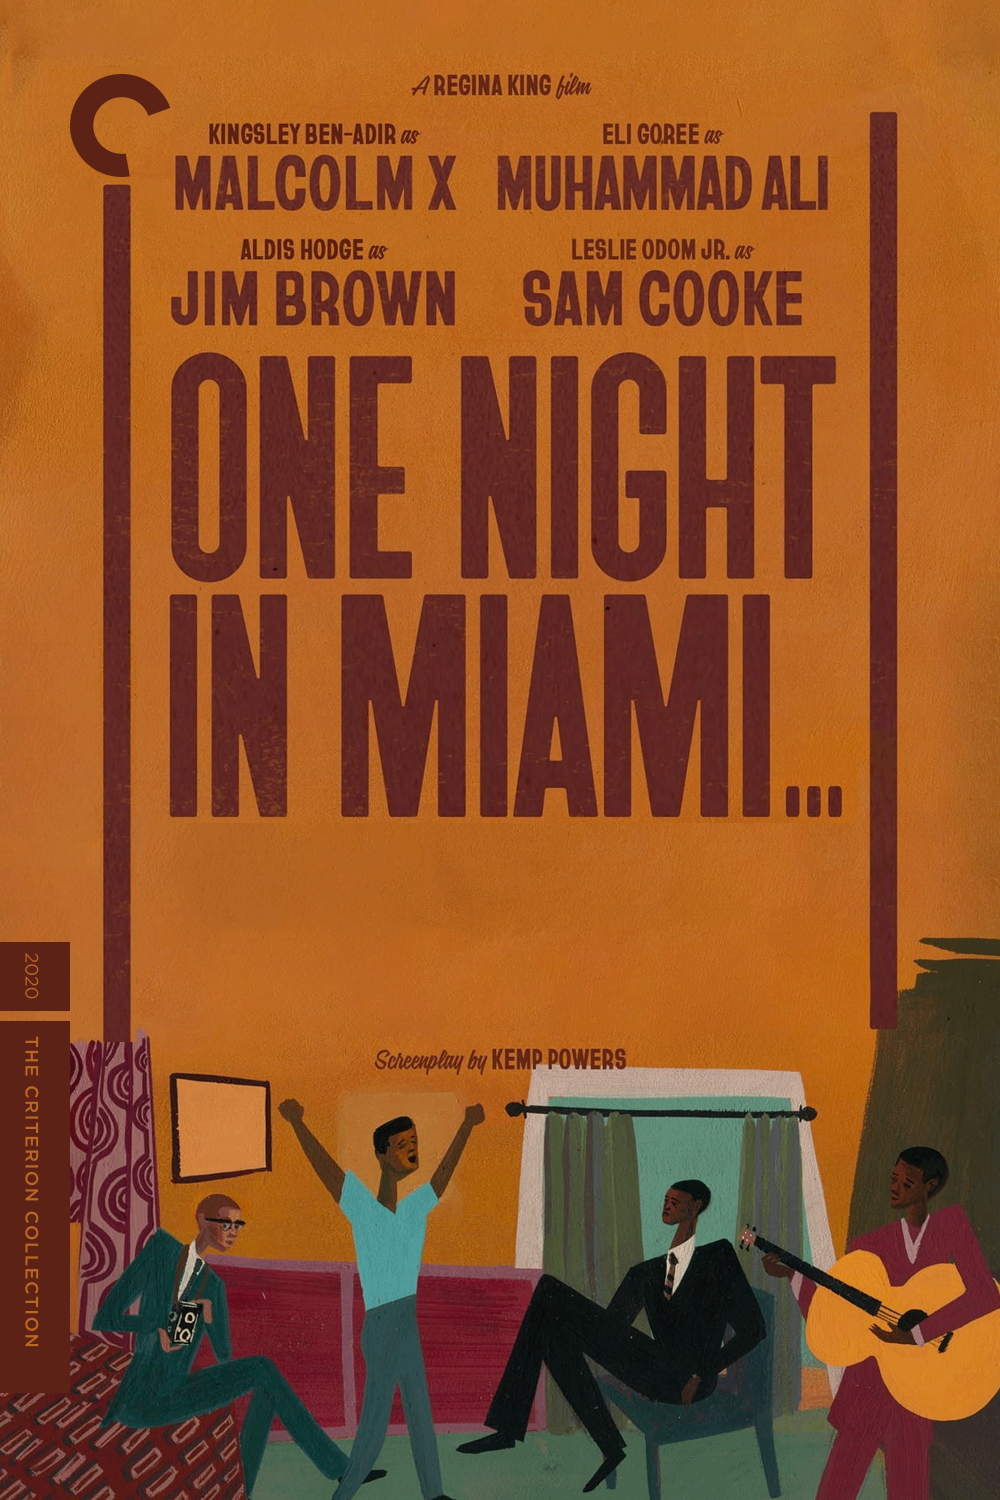 A REGINA KING film
KINGSLEY BEN-ADIR as
MALCOLM X
ELI GOREE as
MUHAMMAD ALI
ALDIS HODGE as
JIM BROWN
LESLIE ODOM JR. as
SAM COOKE
ONE NIGHT
IN MIAMI...
Screenplay by KEMP POWERS
2020
THE CRITERION COLLECTION